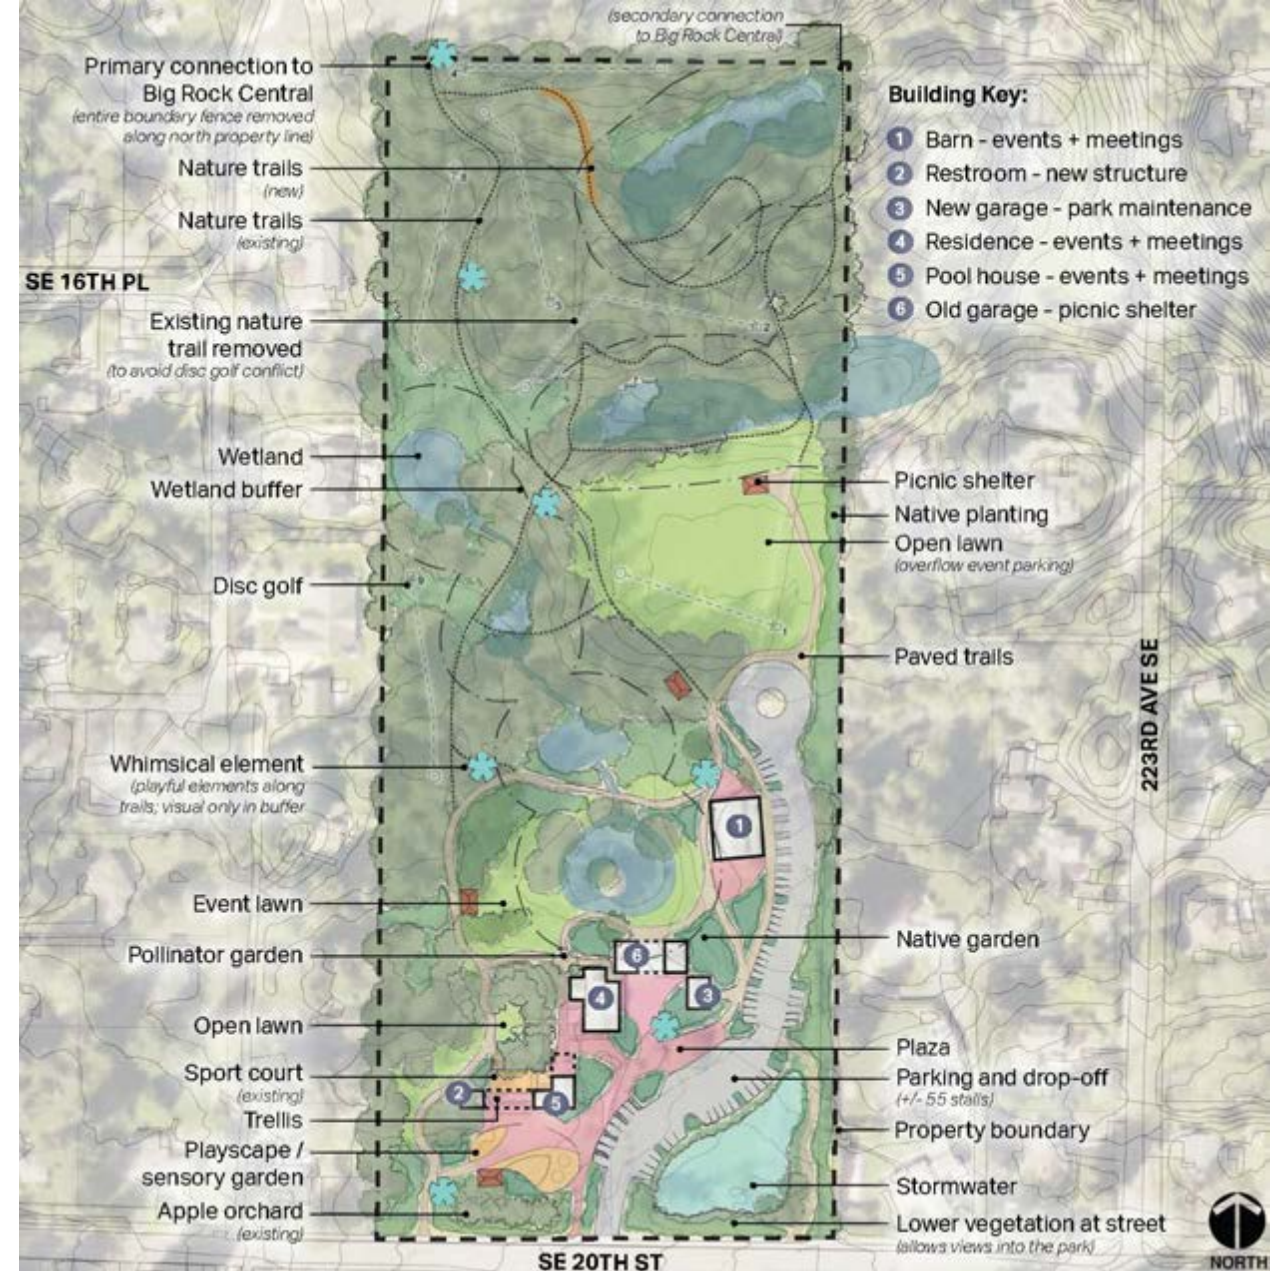 (secondary connection
to Big Rock Central)
Primary connection to
Big Rock Central
(entire boundary fence removed
along north property line)
Nature trails
(new)
Nature trails
(existing)
SE 16TH PL
Existing nature
trail removed
(to avoid disc golf conflict)
Wetland
Wetland buffer
Disc golf
Whimsical element
(playful elements along
trails; visual only in buffer
Event lawn
Pollinator garden
Open lawn
Sport court
(existing)
Trellis
Playscape /
sensory garden
Apple orchard
(existing)
Building Key:
1 Barn - events + meetings
2 Restroom - new structure
3 New garage - park maintenance
4 Residence - events + meetings
5 Pool house - events + meetings
6 Old garage - picnic shelter
Picnic shelter
Native planting
Open lawn
(overflow event parking)
Paved trails
223RD AVE SE
Native garden
Plaza
Parking and drop-off
(+/- 55 stalls)
Property boundary
Stormwater
Lower vegetation at street
(allows views into the park)
1
6
4
3
2
5
SE 20TH ST
NORTH